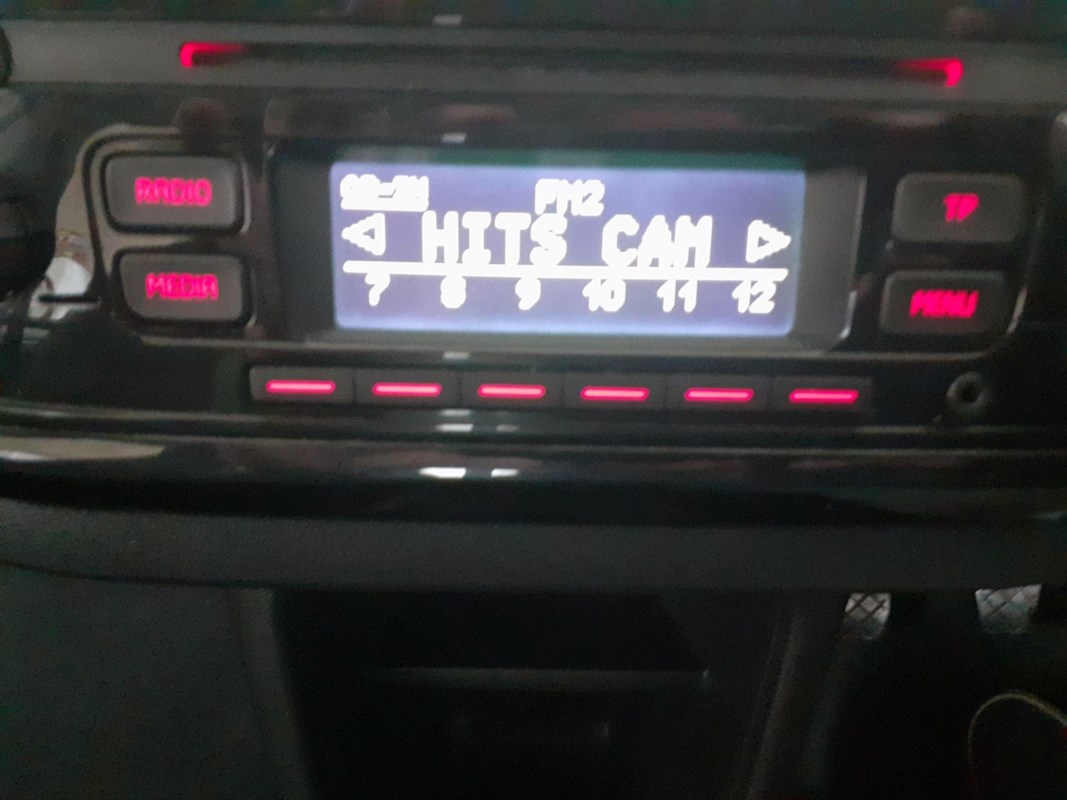 RADIO
MEDIA
FM2
HITS CAM
7 8 9 10 11 12
TP
MENU